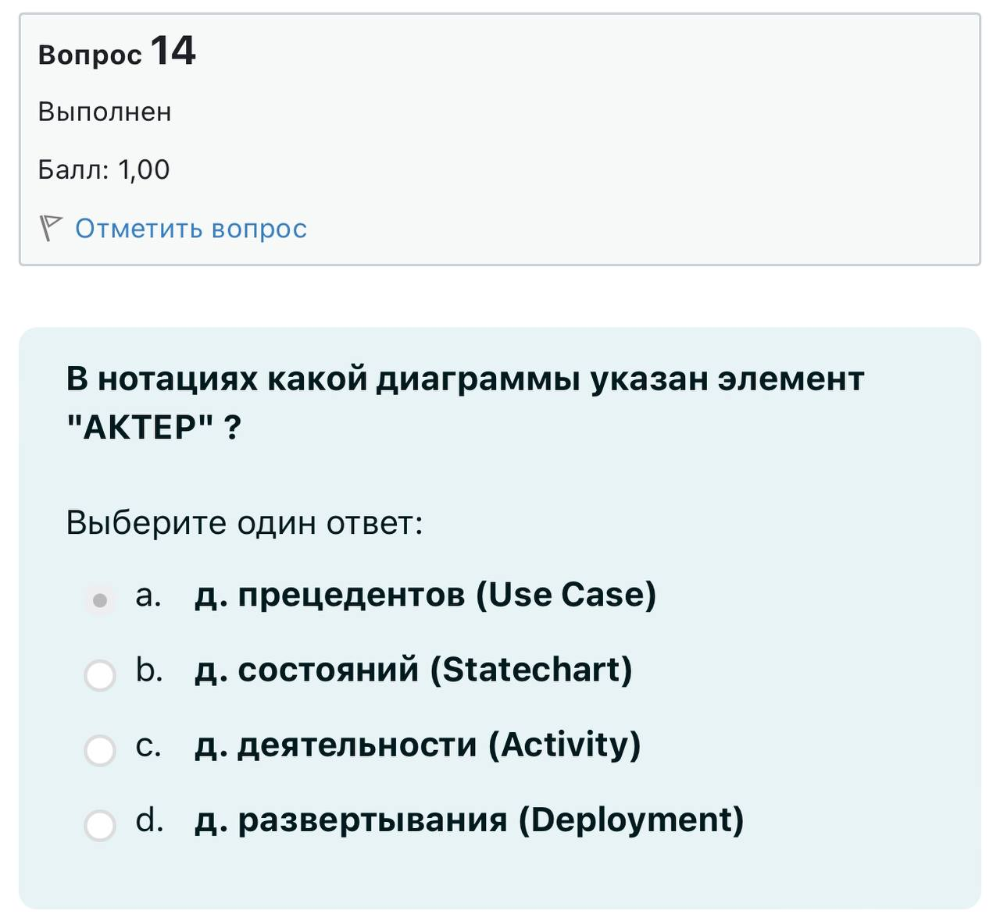 Вопрос 14
Выполнен
Балл: 1,00
Отметить вопрос
В нотациях какой диаграммы указан элемент
"АКТЕР" ?
Выберите один ответ:
a. д. прецедентов (Use Case)
b. д. состояний (Statechart)
c. д. деятельности (Activity)
d. д. развертывания (Deployment)